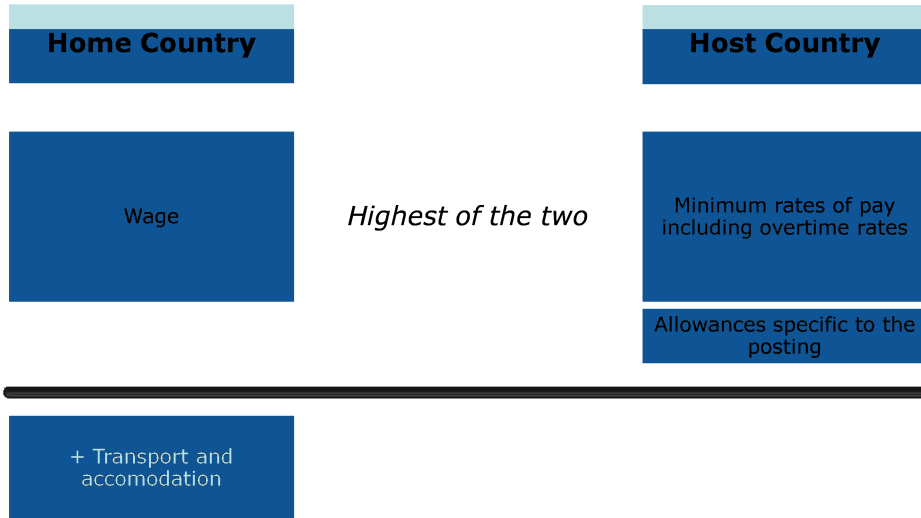 Home Country
Host Country
Wage
Highest of the two
Minimum rates of pay
including overtime rates
Allowances specific to the
posting
+ Transport and
accomodation